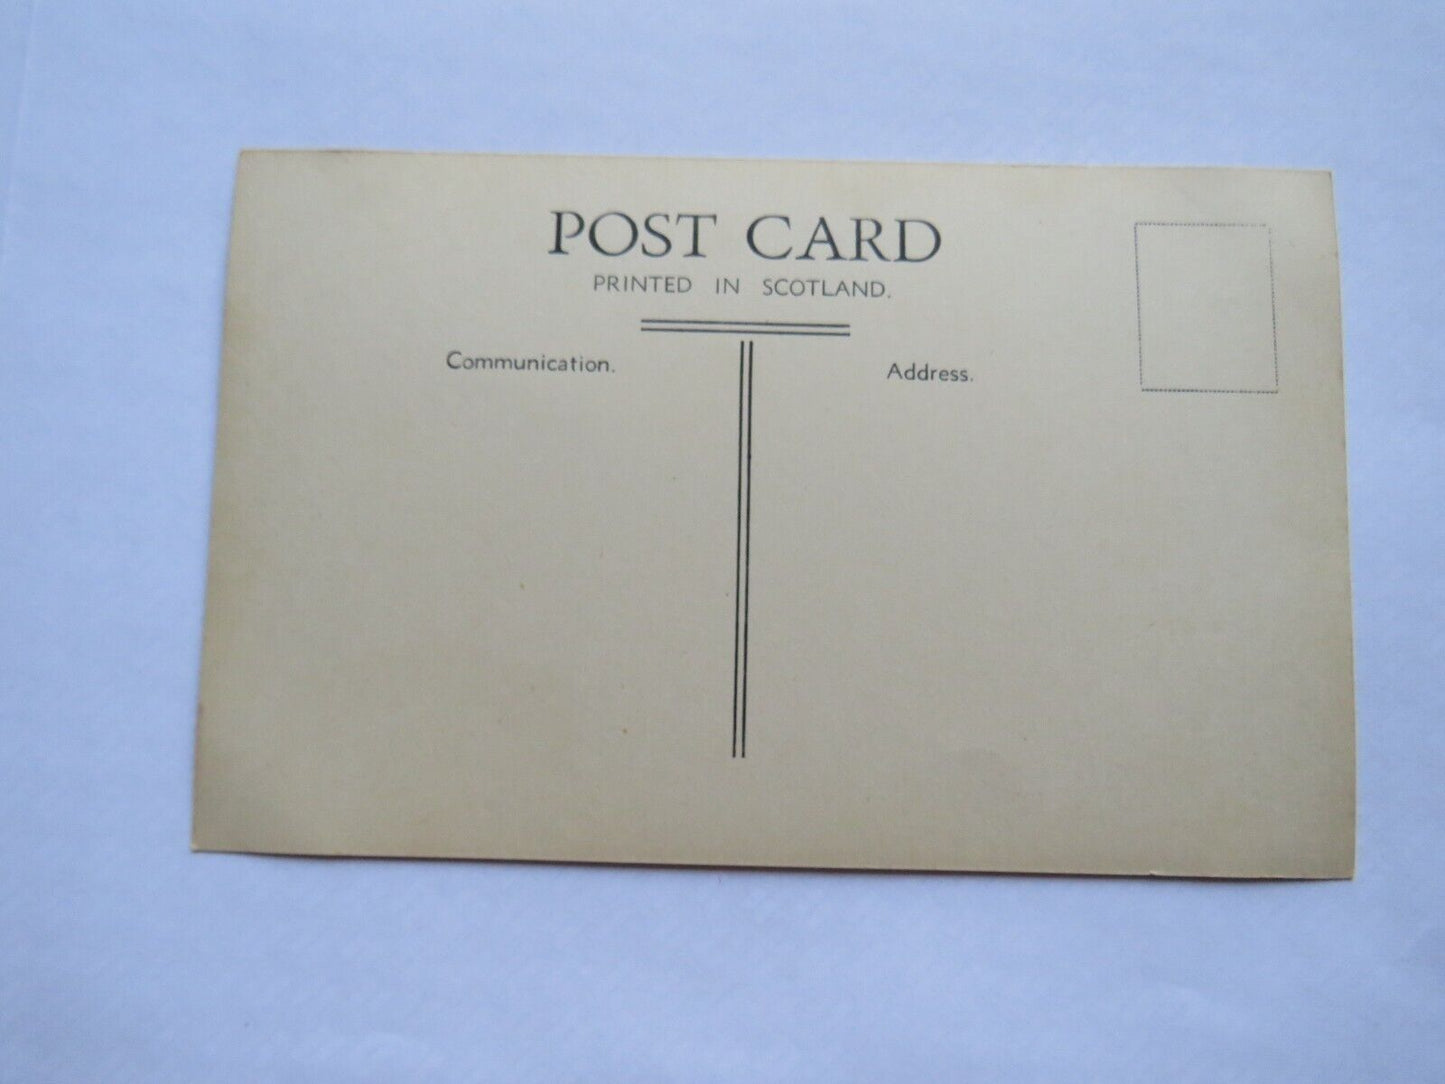 POST CARD
PRINTED IN SCOTLAND.
Communication.
Address.